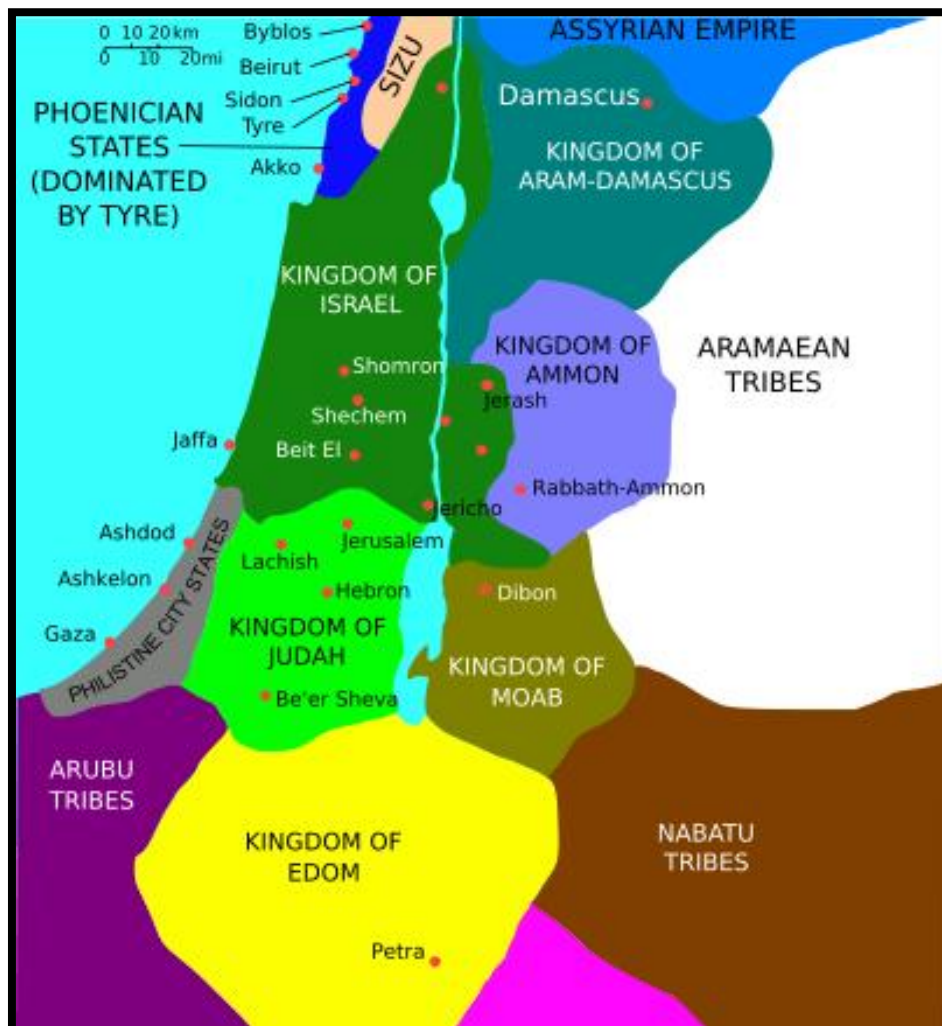 0 10 20 km
0 10 20mi
Byblos
Beirut
Sidon
Tyre
Akko
PHOENICIAN
STATES
(DOMINATED
BY TYRE)
SIZU
ASSYRIAN EMPIRE
Damascus
KINGDOM OF
ARAM-DAMASCUS
KINGDOM OF
ISRAEL
KINGDOM OF
AMMON
ARAMAEAN
TRIBES
Shomron
Jerash
Shechem
Jaffa
Beit El
Rabbath-Ammon
Jericho
Ashdod
Jerusalem
Lachish
Ashkelon
Hebron
Dibon
Gaza
PHILISTINE CITY STATES
KINGDOM OF
JUDAH
KINGDOM OF
MOAB
Be'er Sheva
ARUBU
TRIBES
KINGDOM OF
EDOM
NABATU
TRIBES
Petra